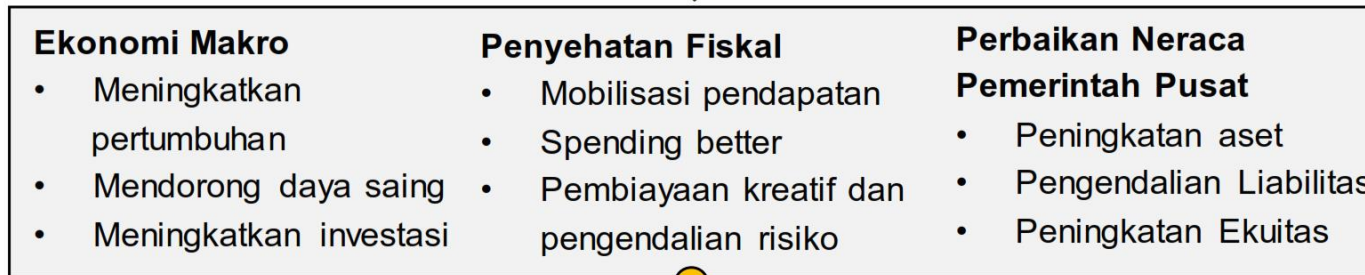 Ekonomi Makro
• Meningkatkan
pertumbuhan
• Mendorong daya saing
• Meningkatkan investasi
Penyehatan Fiskal
• Mobilisasi pendapatan
• Spending better
• Pembiayaan kreatif dan
pengendalian risiko
Perbaikan Neraca
Pemerintah Pusat
• Peningkatan aset
• Pengendalian Liabilitas
• Peningkatan Ekuitas